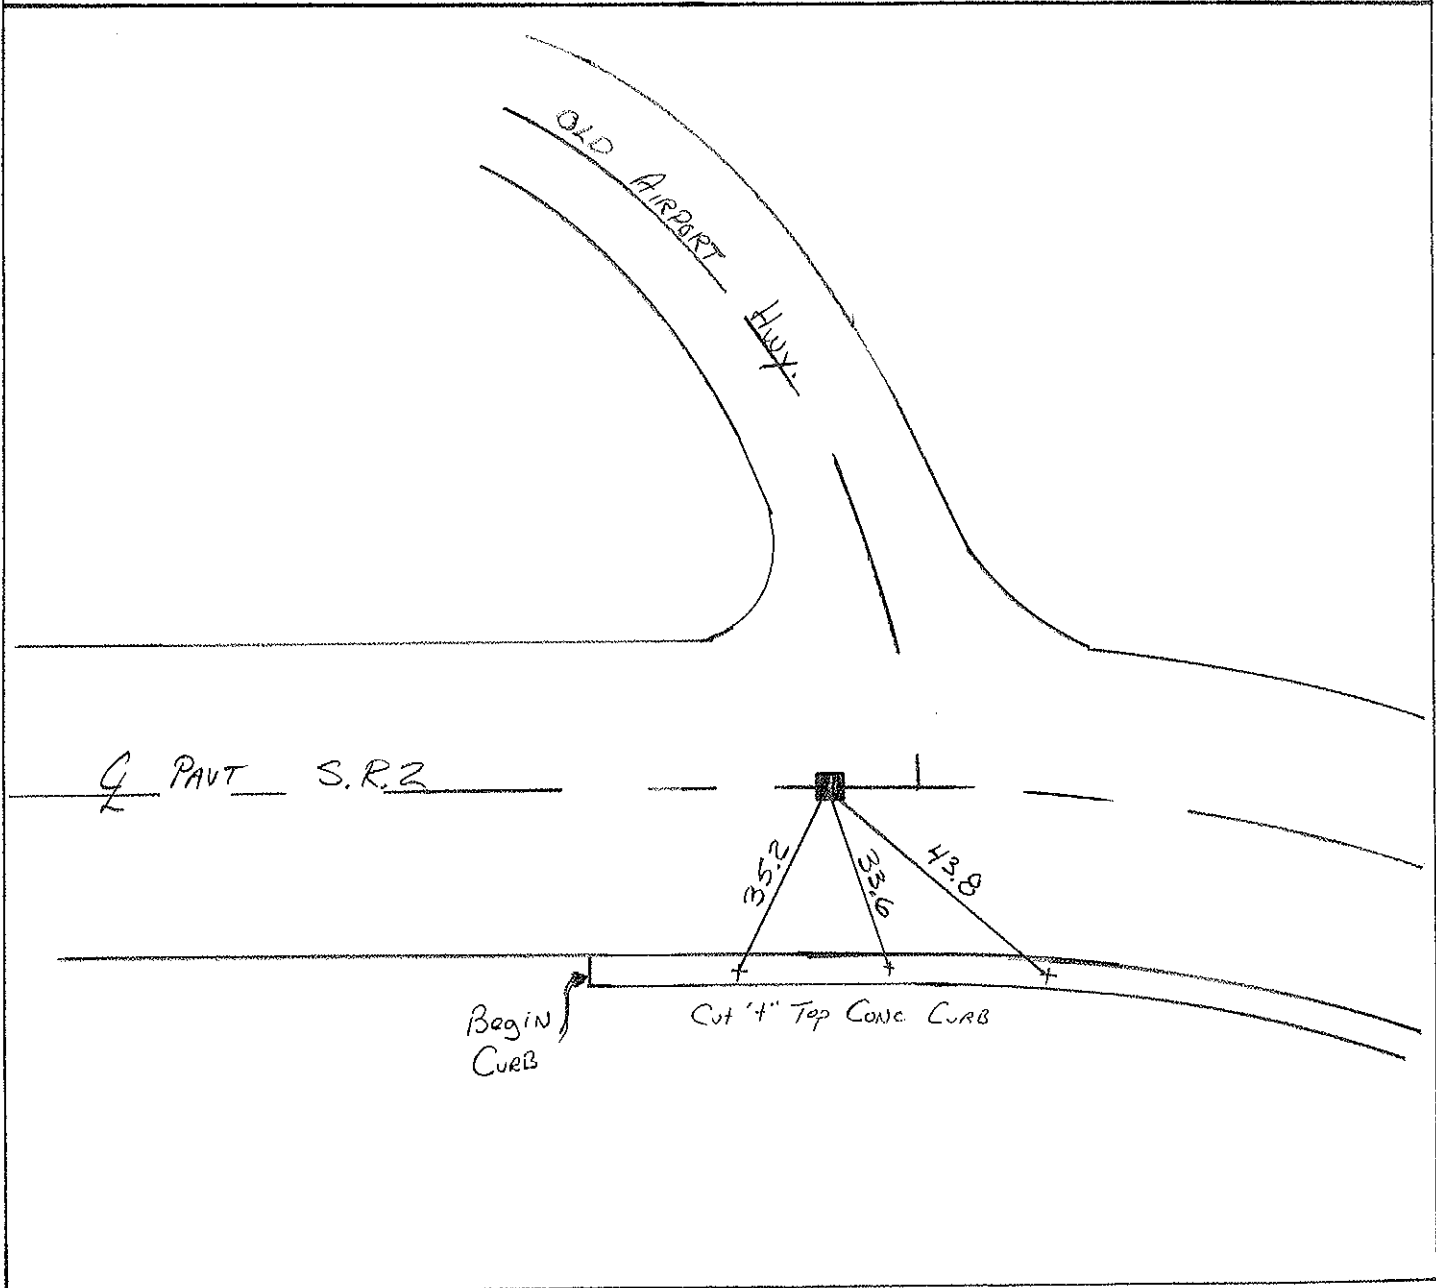 OLD AIRPORT HWY.
℄ PAVT S.R.2
35.2
33.6
43.8
Begin
CURB
Cut "+" Top Conc CURB